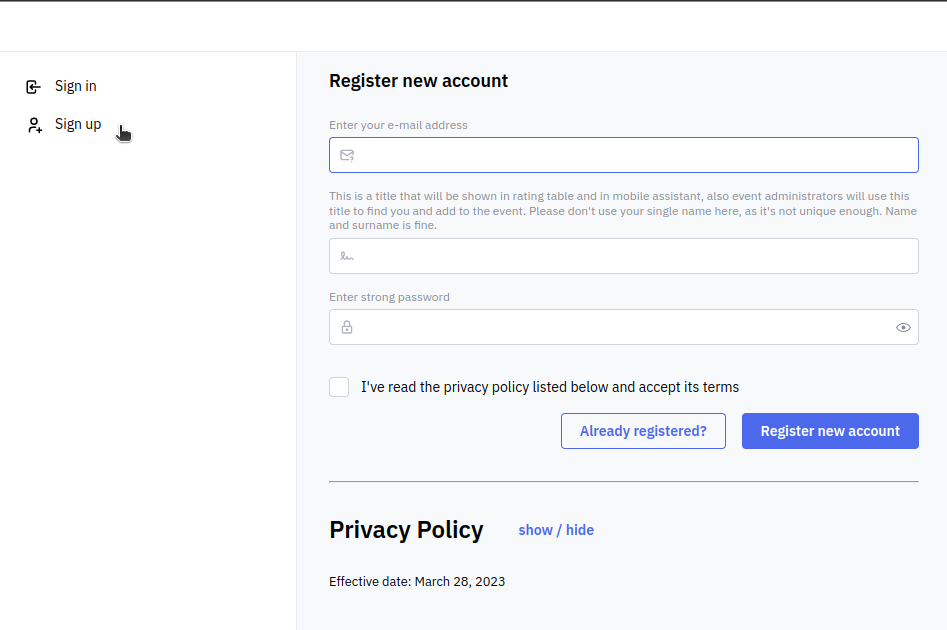 Sign in
Sign up
Register new account
Enter your e-mail address
This is a title that will be shown in rating table and in mobile assistant, also event administrators will use this
title to find you and add to the event. Please don't use your single name here, as it's not unique enough. Name
and surname is fine.
Enter strong password
I've read the privacy policy listed below and accept its terms
Already registered?
Register new account
Privacy Policy
show / hide
Effective date: March 28, 2023